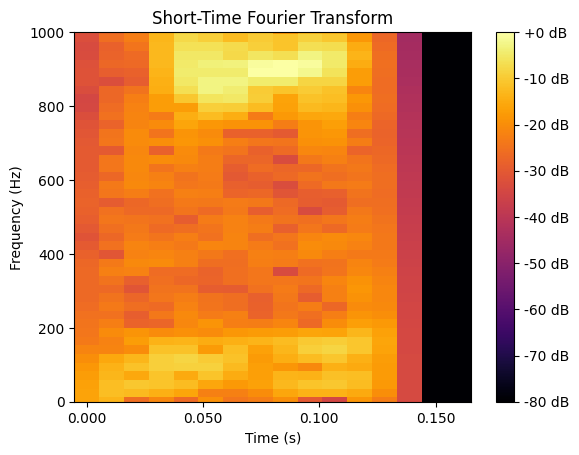 Short-Time Fourier Transform
1000
800
600
400
200
0
Frequency (Hz)
0.000
0.050
0.100
0.150
Time (s)
+0 dB
-10 dB
-20 dB
-30 dB
-40 dB
-50 dB
-60 dB
-70 dB
-80 dB